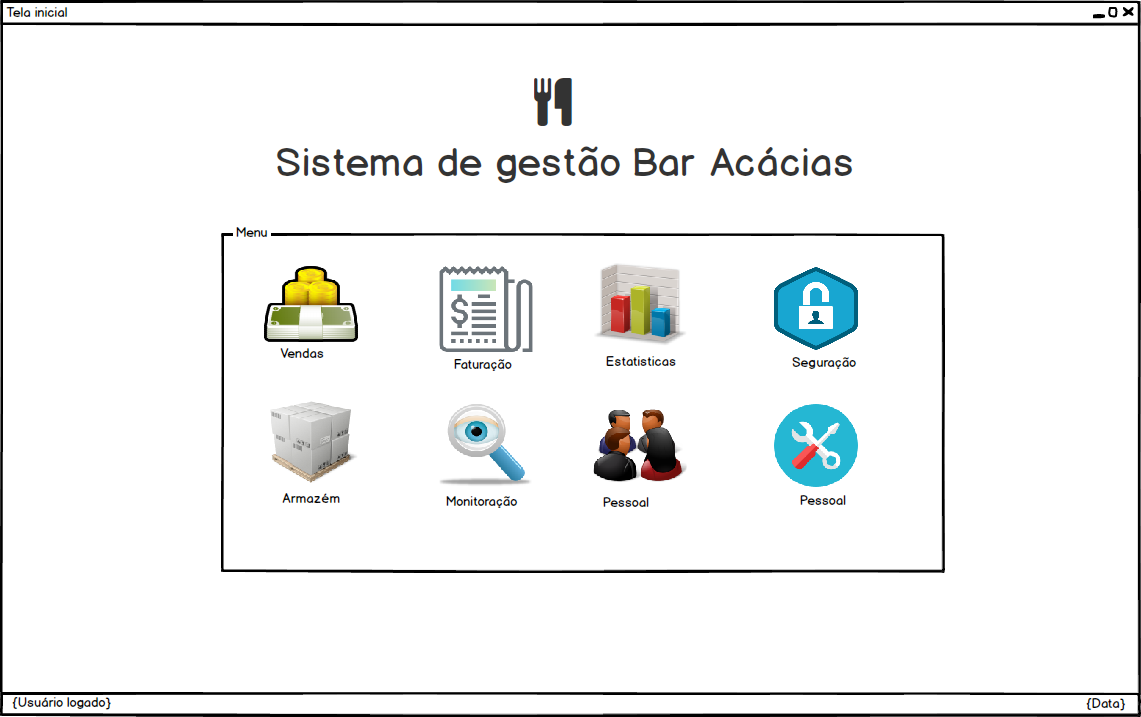 Tela inicial
Sistema de gestão Bar Acácias
Menu
Vendas
Faturação
Estatisticas
Seguração
Armazém
Monitoração
Pessoal
Pessoal
{Usuário logado}
{Data}